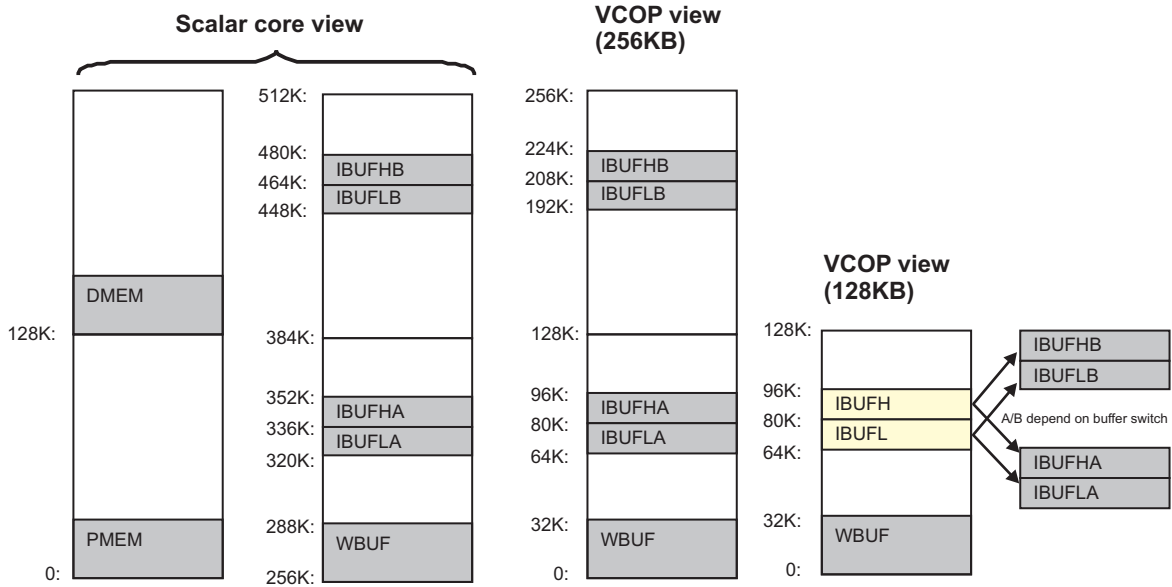 Scalar core view
DMEM
128K:
PMEM
0:
512K:
480K:
IBUFHB
464K:
IBUFLB
448K:
384K:
352K:
IBUFHA
336K:
IBUFLA
320K:
288K:
WBUF
256K:
VCOP view
(256KB)
256K:
224K:
IBUFHB
208K:
IBUFLB
192K:
128K:
96K:
IBUFHA
80K:
IBUFLA
64K:
32K:
WBUF
0:
VCOP view
(128KB)
128K:
96K:
IBUFH
80K:
IBUFL
64K:
32K:
WBUF
0:
IBUFHB
IBUFLB
A/B depend on buffer switch
IBUFHA
IBUFLA